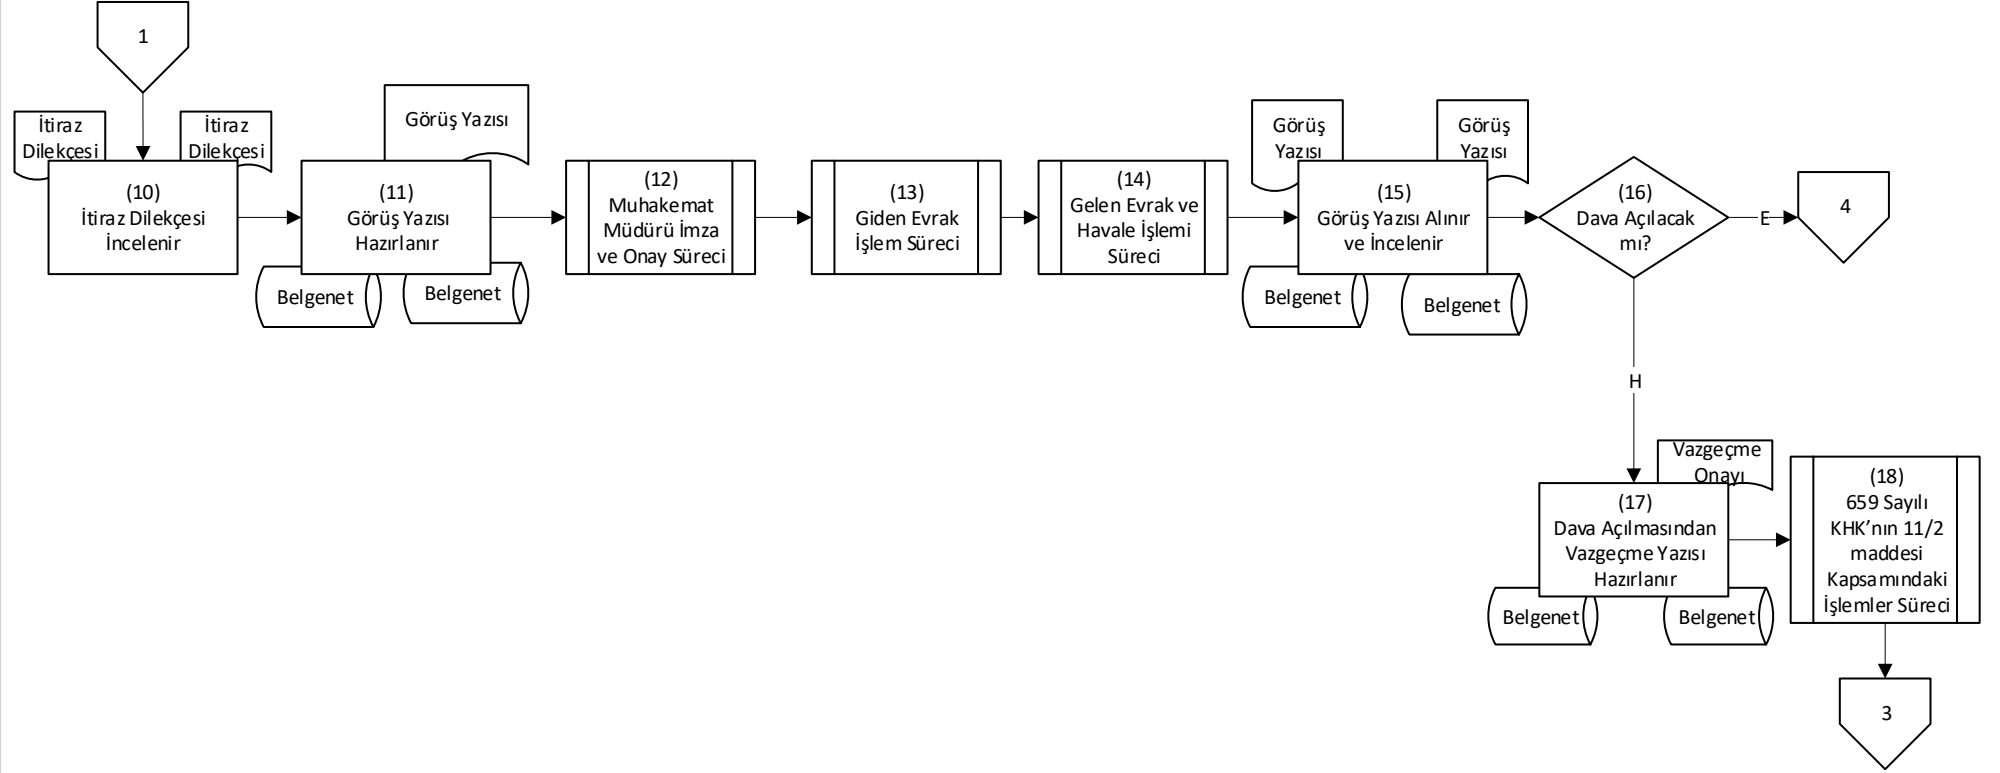 1
İtiraz
Dilekçesi
İtiraz
Dilekçesi
(10)
İtiraz Dilekçesi
İncelenir
Görüş Yazısı
(11)
Görüş Yazısı
Hazırlanır
Belgenet
Belgenet
(12)
Muhakemat
Müdürü İmza
ve Onay Süreci
(13)
Giden Evrak
İşlem Süreci
(14)
Gelen Evrak ve
Havale İşlemi
Süreci
Görüş
Yazısı
Görüş
Yazısı
(15)
Görüş Yazısı Alınır
ve İncelenir
Belgenet
Belgenet
(16)
Dava Açılacak
mı?
E
4
H
Vazgeçme
Onayı
(17)
Dava Açılmasından
Vazgeçme Yazısı
Hazırlanır
Belgenet
Belgenet
(18)
659 Sayılı
KHK’nın 11/2
maddesi
Kapsamındaki
İşlemler Süreci
3